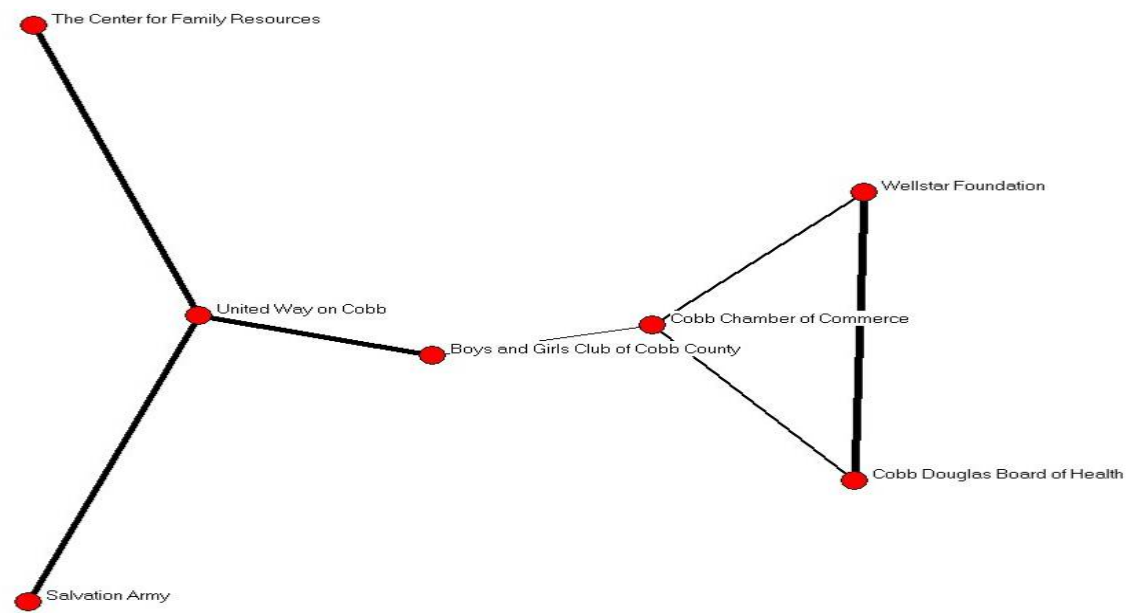 The Center for Family Resources
Wellstar Foundation
United Way on Cobb
Cobb Chamber of Commerce
Boys and Girls Club of Cobb County
Cobb Douglas Board of Health
Salvation Army